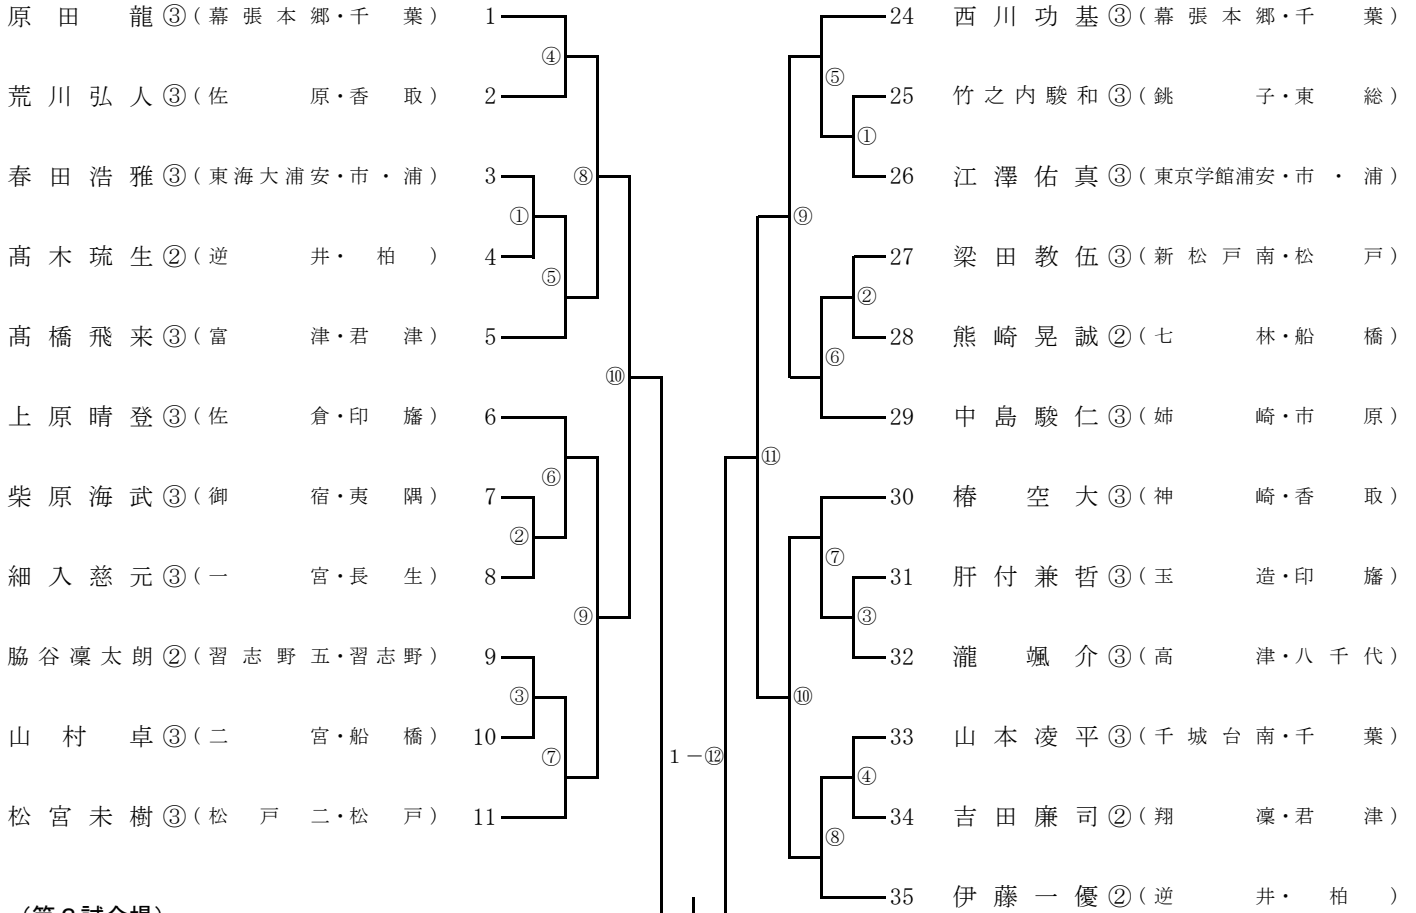 原田龍③(幕張本郷・千葉) 1
荒川弘人③(佐原・香取) 2
春田浩雅③(東海大浦安・市・浦) 3
髙木琉生②(逆井・柏) 4
髙橋飛来③(富津・君津) 5
上原晴登③(佐倉・印旛) 6
柴原海武③(御宿・夷隅) 7
細入慈元③(一宮・長生) 8
脇谷凜太朗②(習志野五・習志野) 9
山村卓③(二宮・船橋) 10
松宮未樹③(松戸二・松戸) 11
④
⑧
①
⑤
⑩
⑥
②
⑨
③
⑦
1-⑫
24 西川功基③(幕張本郷・千葉)
25 竹之内駿和③(銚子・東総)
26 江澤佑真③(東京学館浦安・市・浦)
27 梁田教伍③(新松戸南・松戸)
28 熊崎晃誠②(七林・船橋)
29 中島駿仁③(姉崎・市原)
30 椿空大③(神崎・香取)
31 肝付兼哲③(玉造・印旛)
32 瀧颯介③(高津・八千代)
33 山本凌平③(千城台南・千葉)
34 吉田廉司②(翔凜・君津)
35 伊藤一優②(逆井・柏)
⑤
①
⑨
②
⑥
⑪
⑦
③
⑩
④
⑧